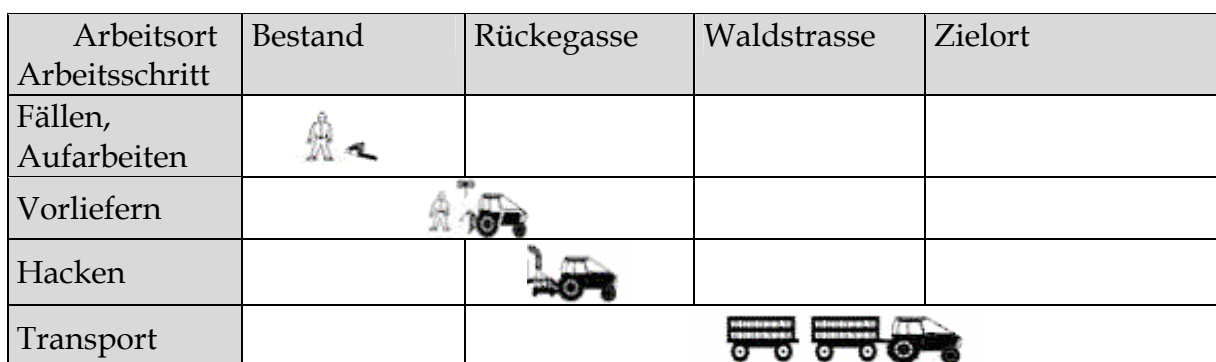 Arbeitsort Bestand Rückegasse Waldstrasse Zielort
Arbeitsschritt
Fällen,
Aufarbeiten
Vorliefern
Hacken
Transport